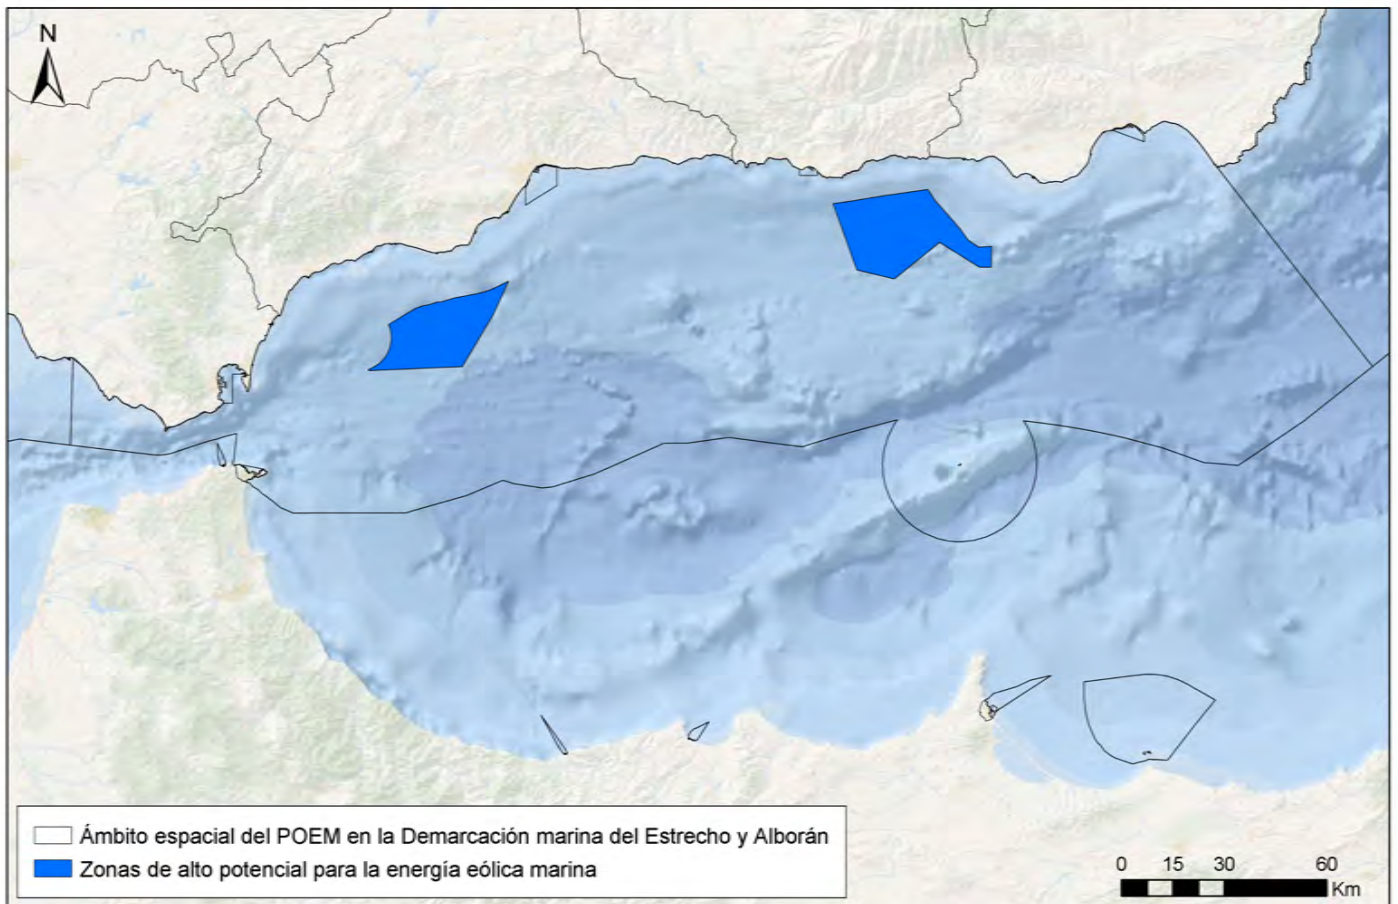 N
Ámbito espacial del POEM en la Demarcación marina del Estrecho y Alborán
Zonas de alto potencial para la energía eólica marina
0 15 30 60
Km